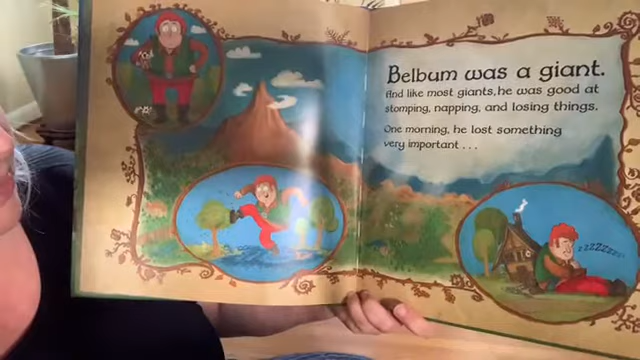 Belbum was a giant.
And like most giants, he was good at
stomping, napping, and losing things.
One morning, he lost something
very important . . .
zzZZZZzzz